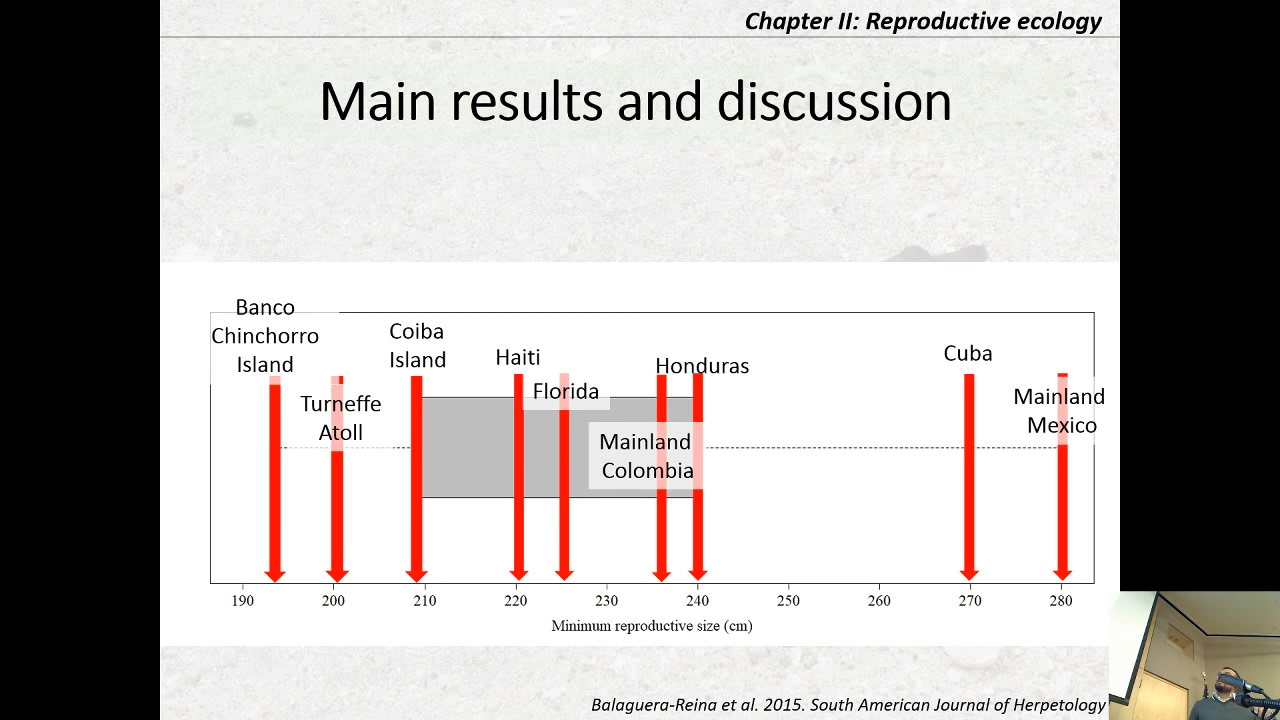 Chapter II: Reproductive ecology
Main results and discussion
Banco
Chinchorro
Island
Turneffe
Atoll
Coiba
Island
Haiti
Florida
Honduras
Mainland
Colombia
Cuba
Mainland
Mexico
190 200 210 220 230 240 250 260 270 280
Minimum reproductive size (cm)
Balaguera-Reina et al. 2015. South American Journal of Herpetology